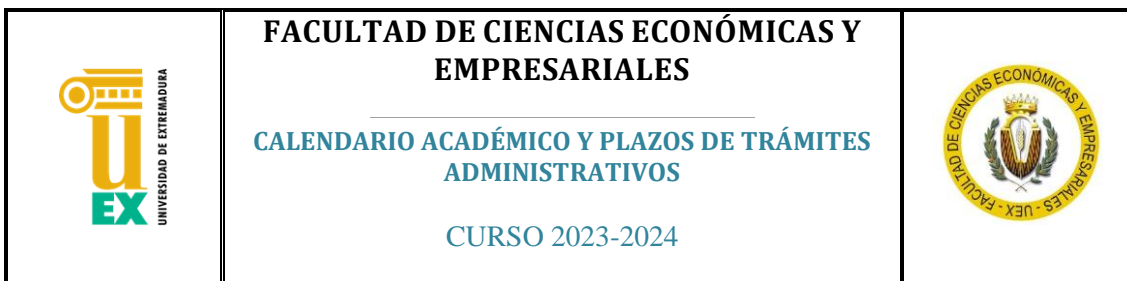 UEX
UNIVERSIDAD DE EXTREMADURA
FACULTAD DE CIENCIAS ECONÓMICAS Y
EMPRESARIALES
CALENDARIO ACADÉMICO Y PLAZOS DE TRÁMITES
ADMINISTRATIVOS
CURSO 2023-2024
FACULTAD DE CIENCIAS ECONÓMICAS Y EMPRESARIALES - UEX -